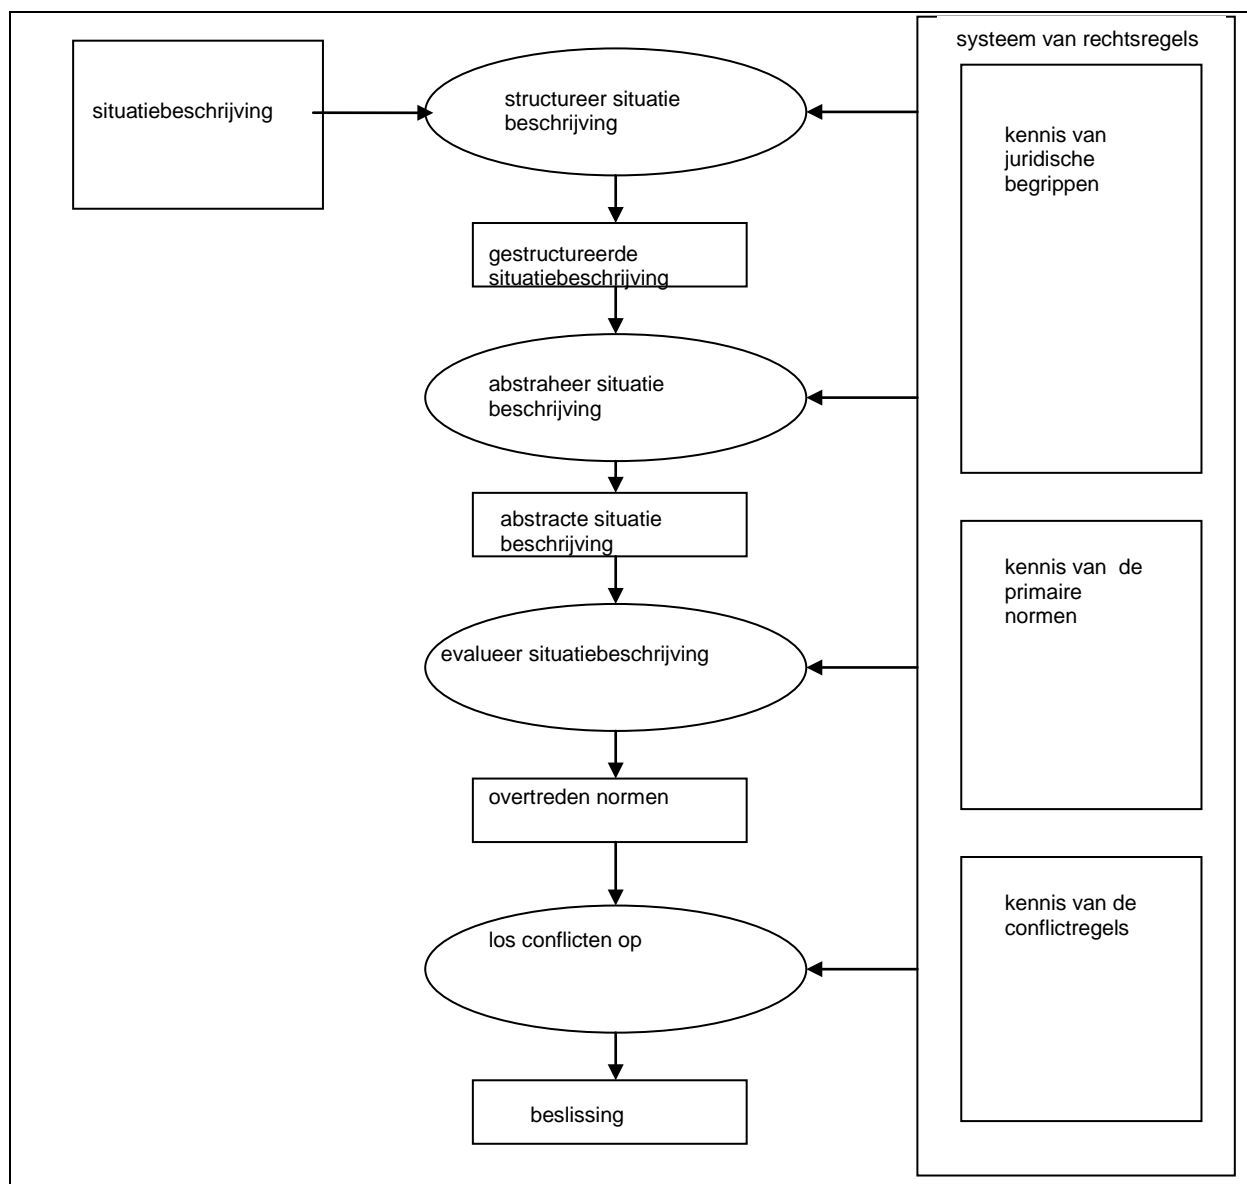 systeem van rechtsregels
situatiebeschrijving
structureer situatie
beschrijving
kennis van
juridische
begrippen
gestructureerde
situatiebeschrijving
abstraheer situatie
beschrijving
abstracte situatie
beschrijving
kennis van  de
primaire
normen
evalueer situatiebeschrijving
overtreden normen
kennis van de
conflictregels
los conflicten op
beslissing